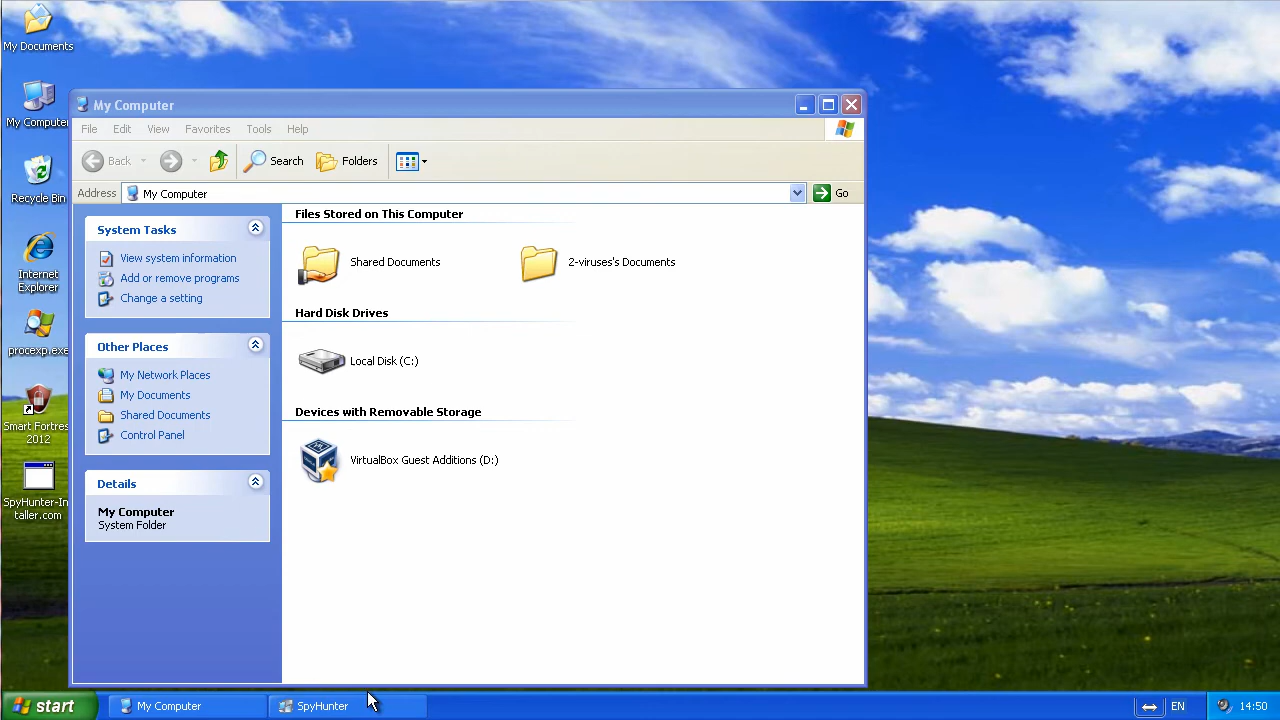 My Documents
My Computer
Recycle Bin
Internet
Explorer
procexp.exe
Smart Fortres
2012
SpyHunter-In
taller.com
My Computer
File Edit View Favorites Tools Help
Back Search Folders
Address My Computer Go
System Tasks
View system information
Add or remove programs
Change a setting
Other Places
My Network Places
My Documents
Shared Documents
Control Panel
Details
My Computer
System Folder
Files Stored on This Computer
Shared Documents 2-viruses's Documents
Hard Disk Drives
Local Disk (C:)
Devices with Removable Storage
VirtualBox Guest Additions (D:)
start My Computer SpyHunter EN 14:50